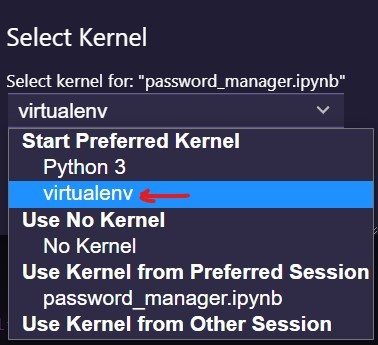 Select Kernel
Select kernel for: "password_manager.ipynb"
virtualenv
Start Preferred Kernel
Python 3
virtualenv
Use No Kernel
No Kernel
Use Kernel from Preferred Session
password_manager.ipynb
Use Kernel from Other Session